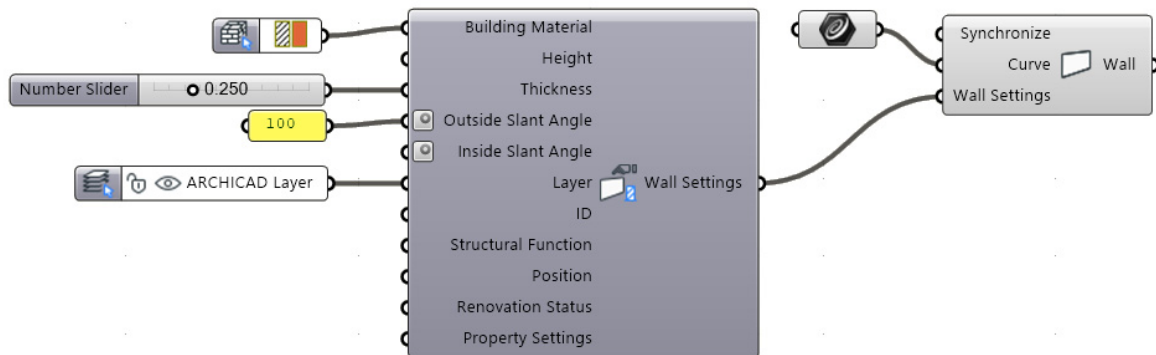 Building Material
Height
Number Slider 0.250 Thickness
100 Outside Slant Angle
Inside Slant Angle
ARCHICAD Layer Layer Wall Settings
ID
Structural Function
Position
Renovation Status
Property Settings
Synchronize
Curve Wall
Wall Settings